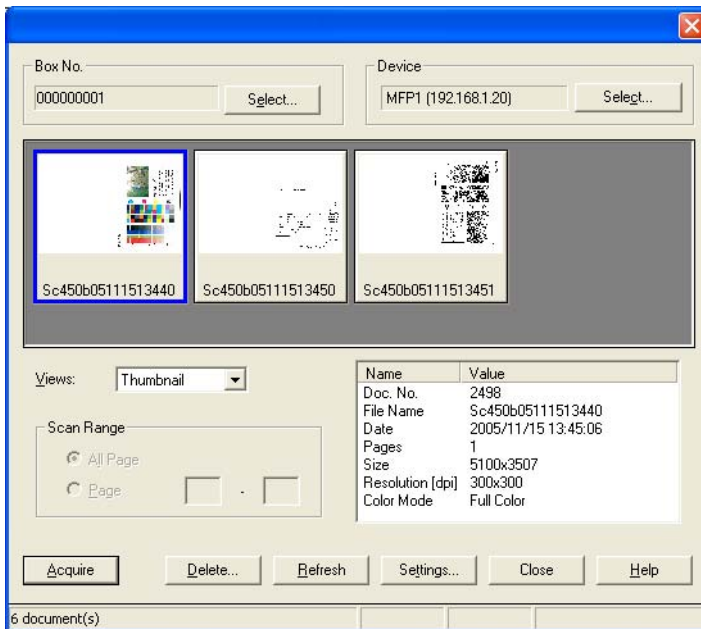 Box No.
000000001
Select...
Device
MFP1 (192.168.1.20)
Select...
Sc450b05111513440
Sc450b05111513450
Sc450b05111513451
Views:
Thumbnail
Scan Range
All Page
Page
-
Name Value
Doc. No. 2498
File Name Sc450b05111513440
Date 2005/11/15 13:45:06
Pages 1
Size 5100x3507
Resolution [dpi] 300x300
Color Mode Full Color
Acquire
Delete...
Refresh
Settings...
Close
Help
6 document(s)